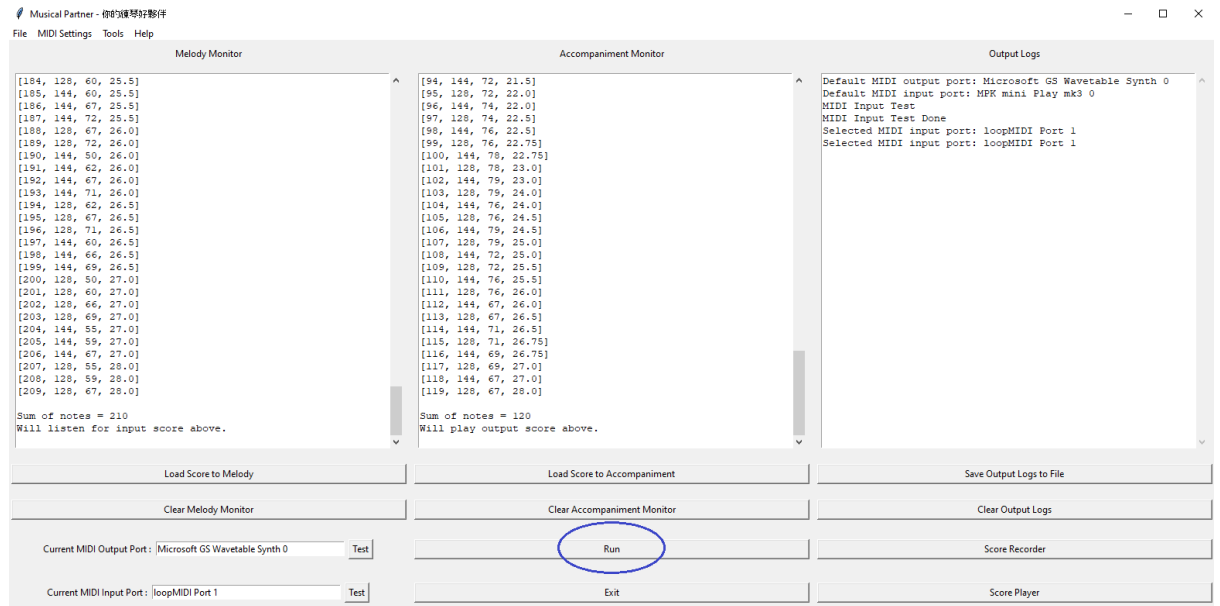 Musical Partner - 你的練琴好夥伴
File MIDI Settings Tools Help
Melody Monitor
[184, 128, 60, 25.5]
[185, 144, 60, 25.5]
[186, 144, 67, 25.5]
[187, 144, 72, 25.5]
[188, 128, 67, 26.0]
[189, 128, 72, 26.0]
[190, 144, 50, 26.0]
[191, 144, 62, 26.0]
[192, 144, 67, 26.0]
[193, 144, 71, 26.0]
[194, 128, 62, 26.5]
[195, 128, 67, 26.5]
[196, 128, 71, 26.5]
[197, 144, 60, 26.5]
[198, 144, 66, 26.5]
[199, 144, 69, 26.5]
[200, 128, 50, 27.0]
[201, 128, 60, 27.0]
[202, 128, 66, 27.0]
[203, 128, 69, 27.0]
[204, 144, 55, 27.0]
[205, 144, 59, 27.0]
[206, 144, 67, 27.0]
[207, 128, 55, 28.0]
[208, 128, 59, 28.0]
[209, 128, 67, 28.0]
Sum of notes = 210
Will listen for input score above.
Load Score to Melody
Clear Melody Monitor
Current MIDI Output Port : Microsoft GS Wavetable Synth 0 Test
Current MIDI Input Port : loopMIDI Port 1 Test
Accompaniment Monitor
[94, 144, 72, 21.5]
[95, 128, 72, 22.0]
[96, 144, 74, 22.0]
[97, 128, 74, 22.5]
[98, 144, 76, 22.5]
[99, 128, 76, 22.75]
[100, 144, 78, 22.75]
[101, 128, 78, 23.0]
[102, 144, 79, 23.0]
[103, 128, 79, 24.0]
[104, 144, 76, 24.0]
[105, 128, 76, 24.5]
[106, 144, 79, 24.5]
[107, 128, 79, 25.0]
[108, 144, 72, 25.0]
[109, 128, 72, 25.5]
[110, 144, 76, 25.5]
[111, 128, 76, 26.0]
[112, 144, 67, 26.0]
[113, 128, 67, 26.5]
[114, 144, 71, 26.5]
[115, 128, 71, 26.75]
[116, 144, 69, 26.75]
[117, 128, 69, 27.0]
[118, 144, 67, 27.0]
[119, 128, 67, 28.0]
Sum of notes = 120
Will play output score above.
Load Score to Accompaniment
Clear Accompaniment Monitor
Run
Exit
Output Logs
Default MIDI output port: Microsoft GS Wavetable Synth 0
Default MIDI input port: MPK mini Play mk3 0
MIDI Input Test
MIDI Input Test Done
Selected MIDI input port: loopMIDI Port 1
Selected MIDI input port: loopMIDI Port 1
Save Output Logs to File
Clear Output Logs
Score Recorder
Score Player